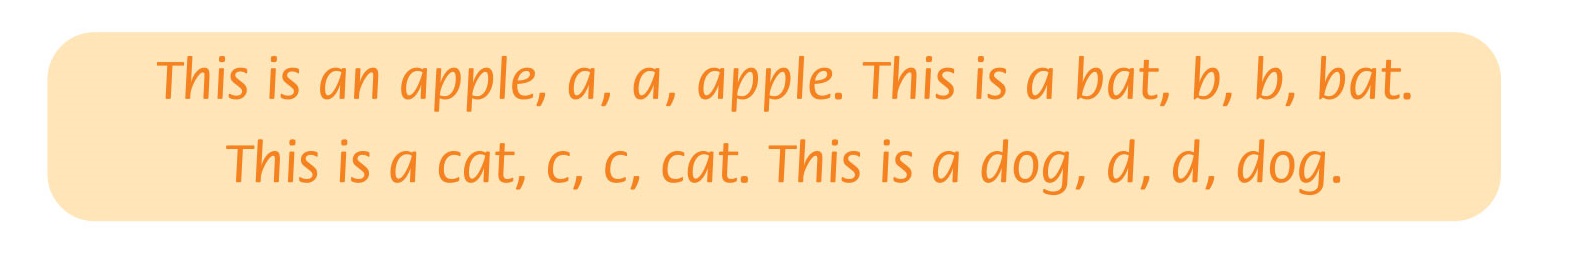 This is an apple, a, a, apple. This is a bat, b, b, bat.
This is a cat, c, c, cat. This is a dog, d, d, dog.